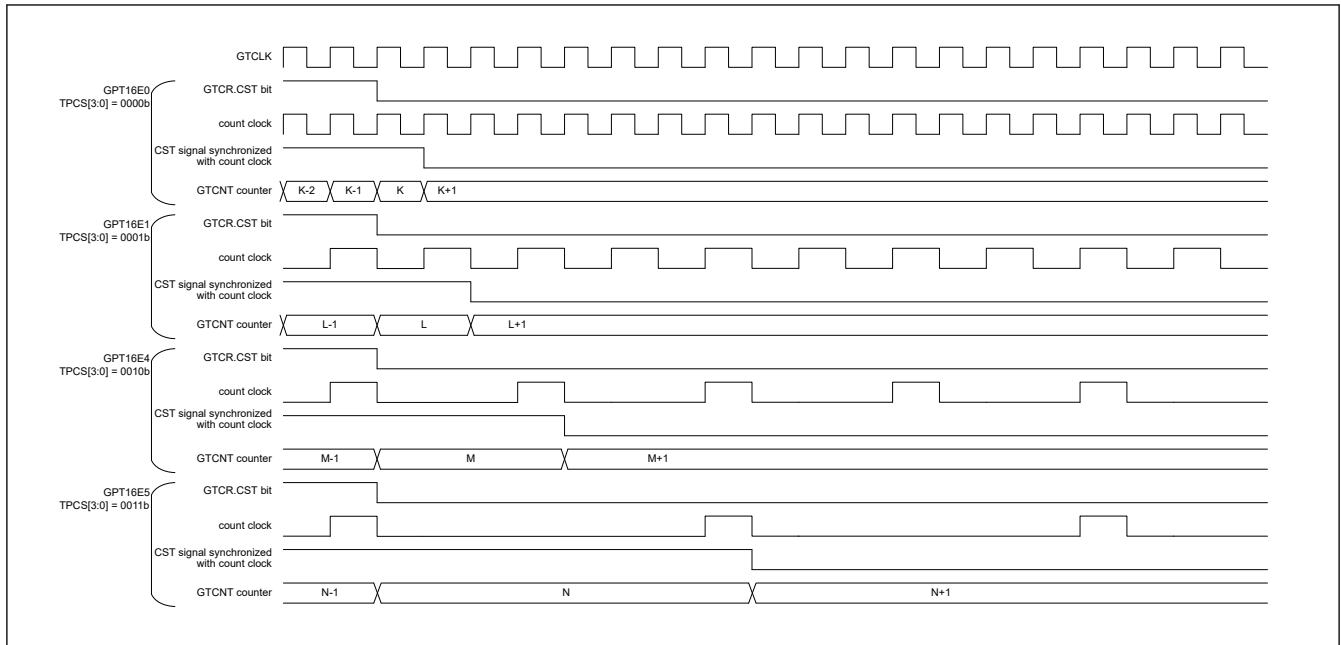 GTCLK
GPT16E0
TPCS[3:0] = 0000b
GTCR.CST bit
count clock
CST signal synchronized
with count clock
GTCNT counter
K-2
K-1
K
K+1
GPT16E1
TPCS[3:0] = 0001b
GTCR.CST bit
count clock
CST signal synchronized
with count clock
GTCNT counter
L-1
L
L+1
GPT16E4
TPCS[3:0] = 0010b
GTCR.CST bit
count clock
CST signal synchronized
with count clock
GTCNT counter
M-1
M
M+1
GPT16E5
TPCS[3:0] = 0011b
GTCR.CST bit
count clock
CST signal synchronized
with count clock
GTCNT counter
N-1
N
N+1